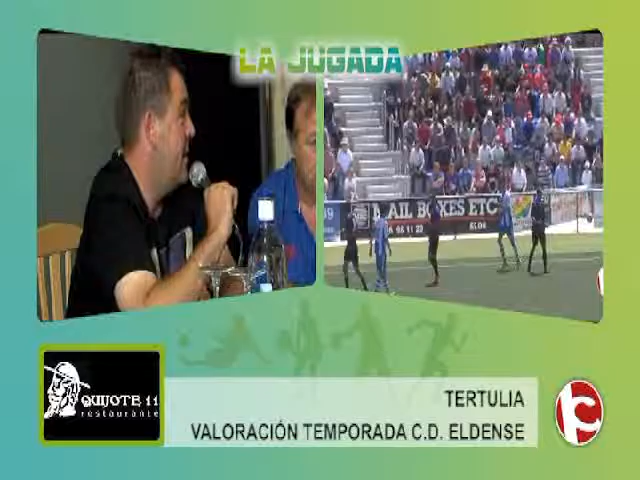 LA JUGADA
MAIL BOXES ETC
QUIJOTE 11
restaurante
TERTULIA
VALORACIÓN TEMPORADA C.D. ELDENSE